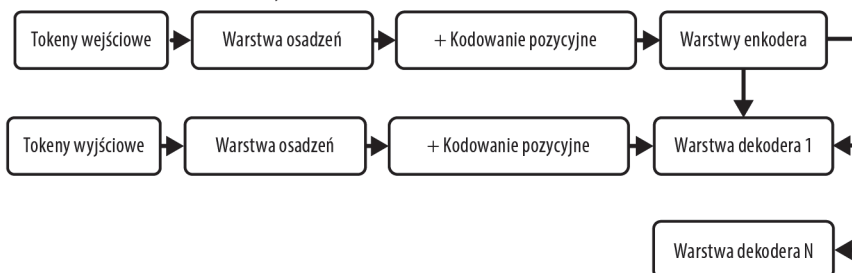 Tokeny wejściowe
Warstwa osadzeń
+ Kodowanie pozycyjne
Warstwy enkodera
Tokeny wyjściowe
Warstwa osadzeń
+ Kodowanie pozycyjne
Warstwa dekodera 1
Warstwa dekodera N